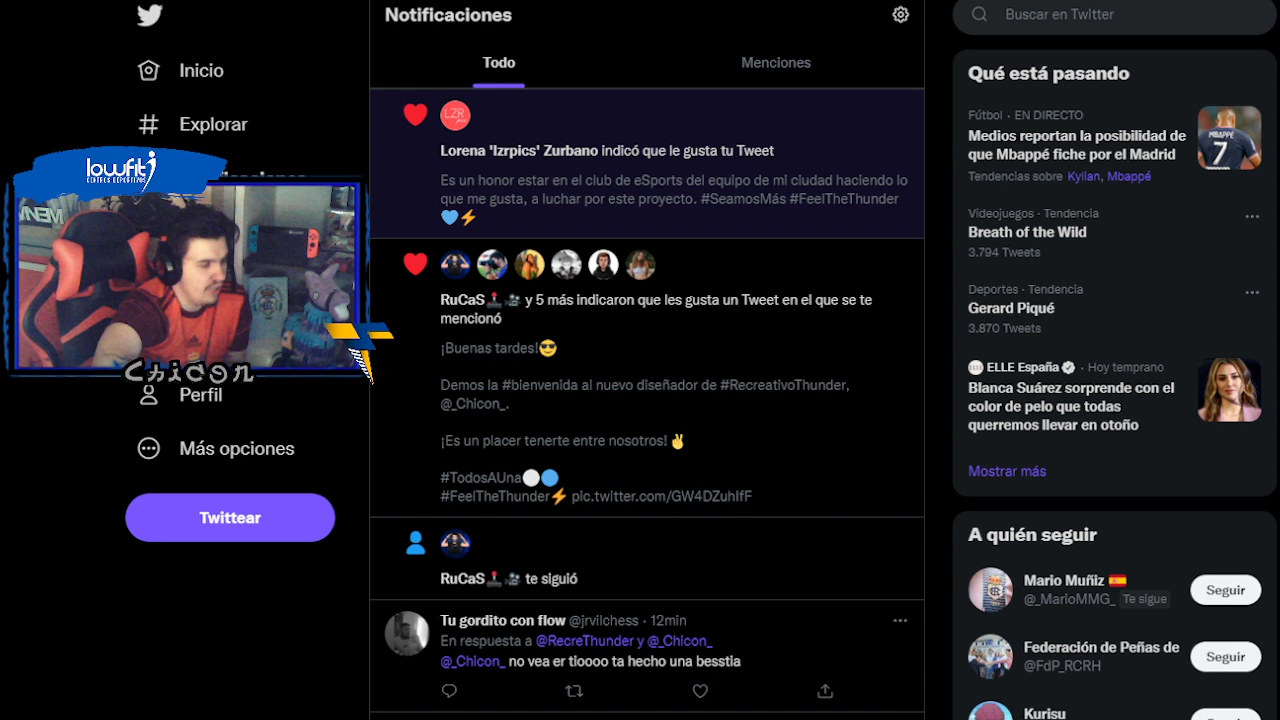 Notificaciones
Todo
Menciones
Inicio
Explorar
lowfit
CENTROS DEPORTIVOS
Chicon
Perfil
Más opciones
Twittear
LZR
Lorena 'lzrpics' Zurbano indicó que le gusta tu Tweet
Es un honor estar en el club de eSports del equipo de mi ciudad haciendo lo
que me gusta, a luchar por este proyecto. #SeamosMás #FeelTheThunder
💙⚡
RuCaS🕹️🎥 y 5 más indicaron que les gusta un Tweet en el que se te
mencionó
¡Buenas tardes!😎
Demos la #bienvenida al nuevo diseñador de #RecreativoThunder,
@_Chicon_.
¡Es un placer tenerte entre nosotros!✌️
#TodosAUna⚪🔵
#FeelTheThunder⚡ pic.twitter.com/GW4DZuhIfF
RuCaS🕹️🎥 te siguió
Tu gordito con flow @jrvilchess · 12min
En respuesta a @RecreThunder y @_Chicon_
@_Chicon_ no vea er tioooo ta hecho una besstia
Buscar en Twitter
Qué está pasando
Fútbol · EN DIRECTO
Medios reportan la posibilidad de
que Mbappé fiche por el Madrid
Tendencias sobre Kyllan, Mbappé
MBAPPÉ
7
Videojuegos · Tendencia
Breath of the Wild
3.794 Tweets
Deportes · Tendencia
Gerard Piqué
3.870 Tweets
ELLE España · Hoy temprano
Blanca Suárez sorprende con el
color de pelo que todas
querremos llevar en otoño
Mostrar más
A quién seguir
Mario Muñiz 🇪🇸
@_MarioMMG_ Te sigue
Seguir
Federación de Peñas de
@FdP_RCRH
Seguir
Kurisu